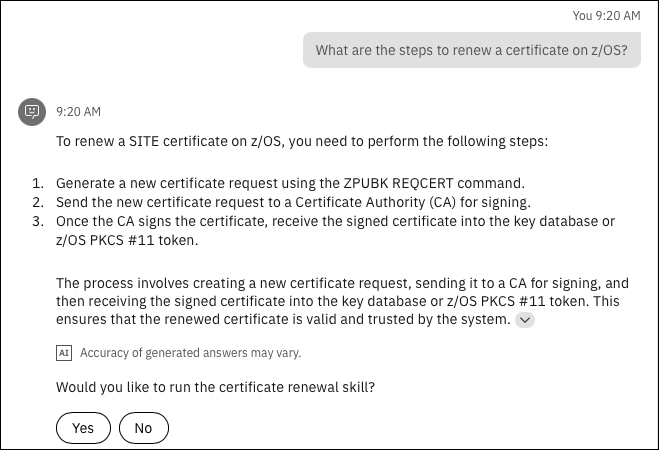 You 9:20 AM
What are the steps to renew a certificate on z/OS?
9:20 AM
To renew a SITE certificate on z/OS, you need to perform the following steps:
1. Generate a new certificate request using the ZPUBK REQCERT command.
2. Send the new certificate request to a Certificate Authority (CA) for signing.
3. Once the CA signs the certificate, receive the signed certificate into the key database or
z/OS PKCS #11 token.
The process involves creating a new certificate request, sending it to a CA for signing, and
then receiving the signed certificate into the key database or z/OS PKCS #11 token. This
ensures that the renewed certificate is valid and trusted by the system.
AI Accuracy of generated answers may vary.
Would you like to run the certificate renewal skill?
Yes No